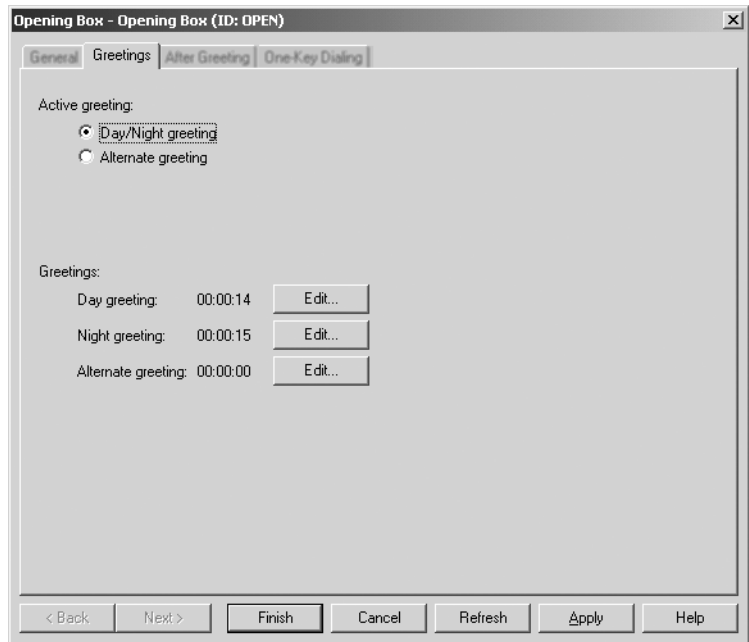 Opening Box - Opening Box (ID: OPEN)
General Greetings After Greeting One-Key Dialing
Active greeting:
Day/Night greeting
Alternate greeting
Greetings:
Day greeting: 00:00:14 Edit...
Night greeting: 00:00:15 Edit...
Alternate greeting: 00:00:00 Edit...
< Back Next > Finish Cancel Refresh Apply Help